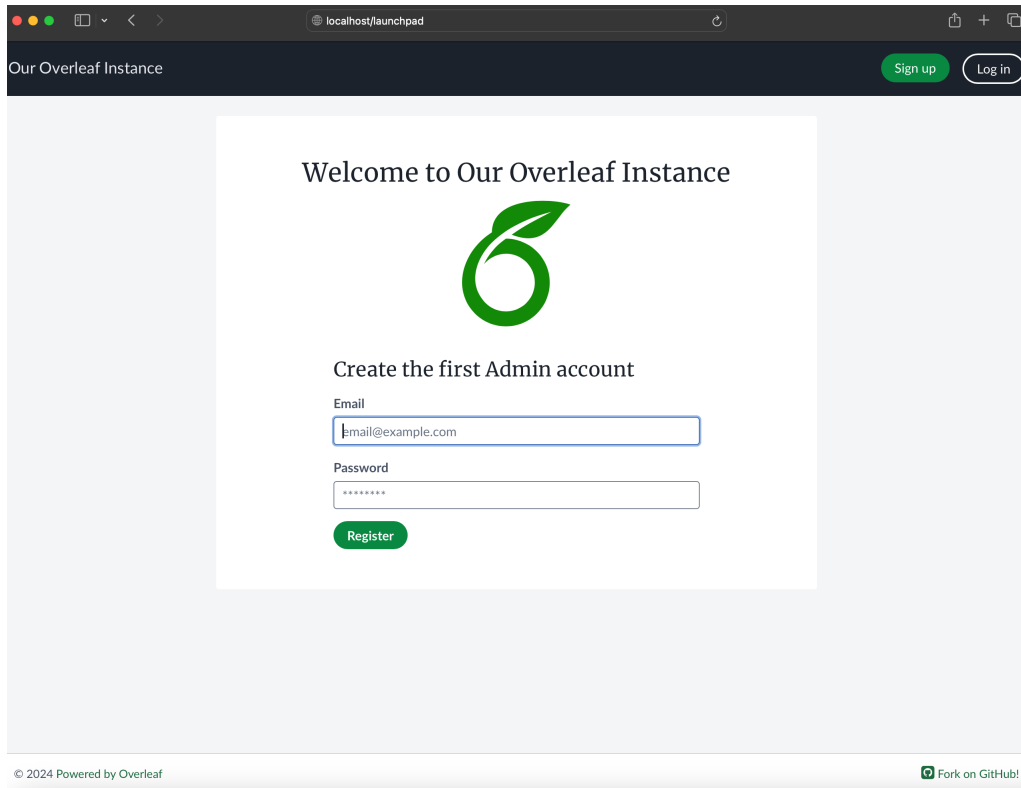 localhost/launchpad
Our Overleaf Instance
Sign up
Log in
Welcome to Our Overleaf Instance
Create the first Admin account
Email
email@example.com
Password
********
Register
© 2024 Powered by Overleaf
Fork on GitHub!